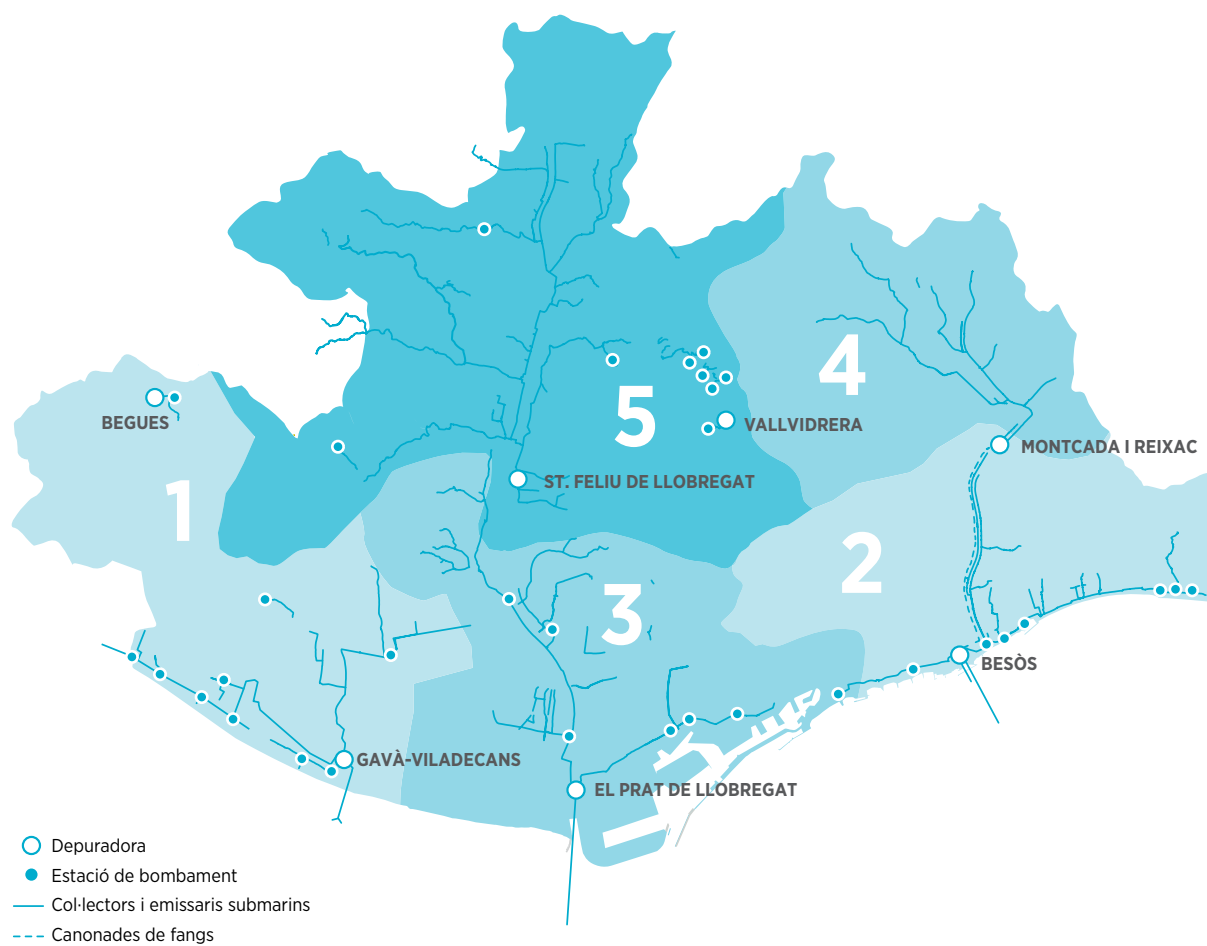 4
5
VALLVIDRERA
BEGUES
MONTCADA I REIXAC
ST. FELIU DE LLOBREGAT
1
2
3
BESÒS
GAVÀ-VILADECANS
EL PRAT DE LLOBREGAT
Depuradora
Estació de bombament
Col·lectors i emissaris submarins
Canonades de fangs